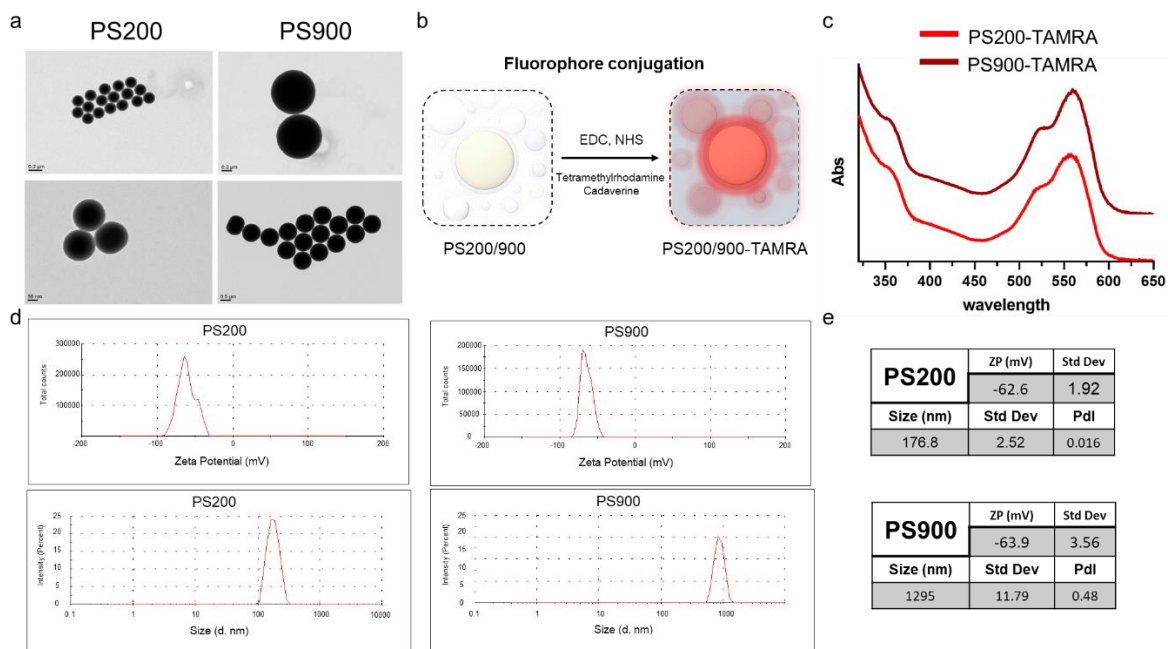 a
PS200
PS900
0.2 µm
0.2 µm
50 nm
0.5 µm
b
Fluorophore conjugation
EDC, NHS
Tetramethylrhodamine
Cadaverine
PS200/900
PS200/900-TAMRA
c
PS200-TAMRA
PS900-TAMRA
Abs
350 400 450 500 550 600 650
wavelength
d
PS200
Total counts
300000
200000
100000
-200 -100 0 100 200
Zeta Potential (mV)
PS900
Total counts
200000
150000
100000
50000
0
-200 -100 0 100 200
Zeta Potential (mV)
PS200
Intensity (Percent)
25
20
15
10
5
0
0.1 1 10 100 1000 10000
Size (d. nm)
PS900
Intensity (Percent)
25
20
15
10
5
0
0.1 1 10 100 1000
Size (d. nm)
e
PS200
ZP (mV) Std Dev
-62.6 1.92
Size (nm) Std Dev PdI
176.8 2.52 0.016
PS900
ZP (mV) Std Dev
-63.9 3.56
Size (nm) Std Dev PdI
1295 11.79 0.48